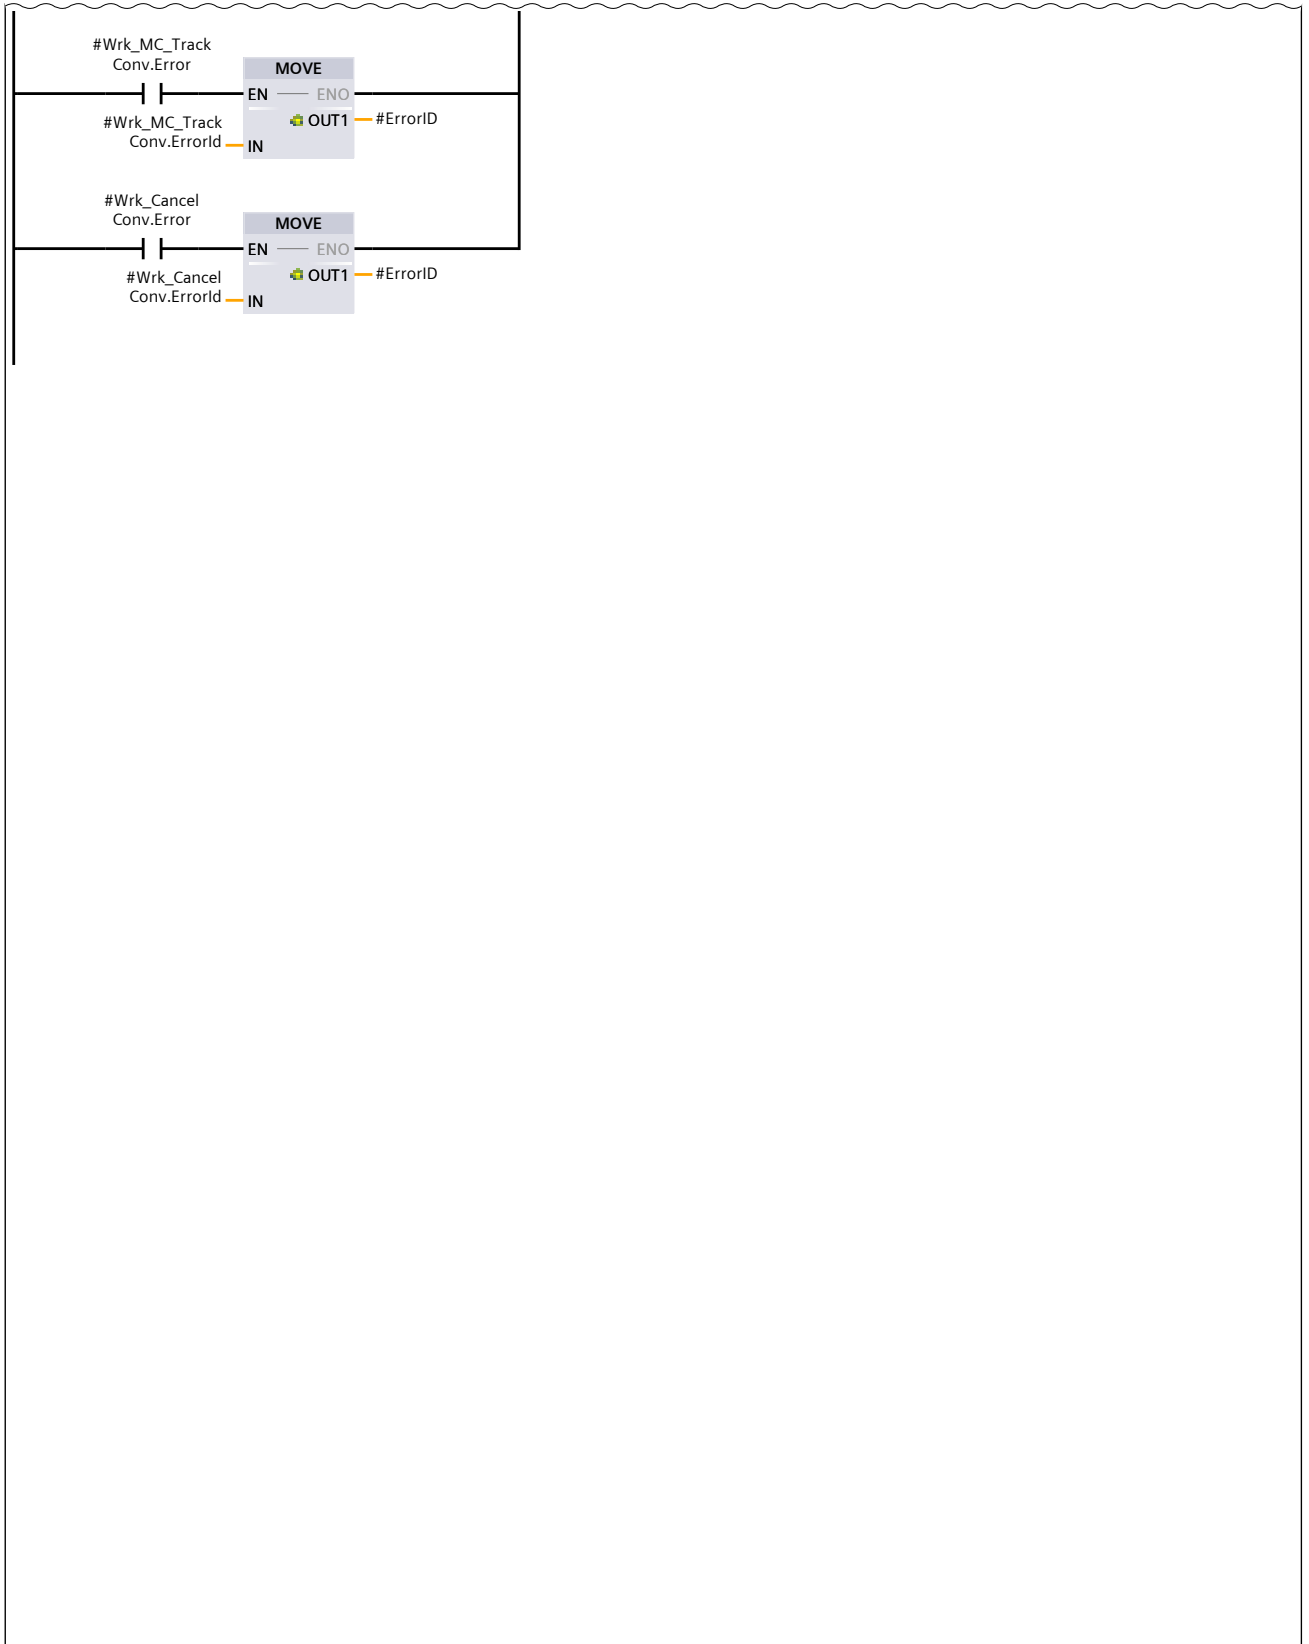 #Wrk_MC_Track
Conv.Error
MOVE
EN
ENO
#Wrk_MC_Track
Conv.ErrorId
OUT1
#ErrorID
IN
#Wrk_Cancel
Conv.Error
MOVE
EN
ENO
#Wrk_Cancel
Conv.ErrorId
OUT1
#ErrorID
IN